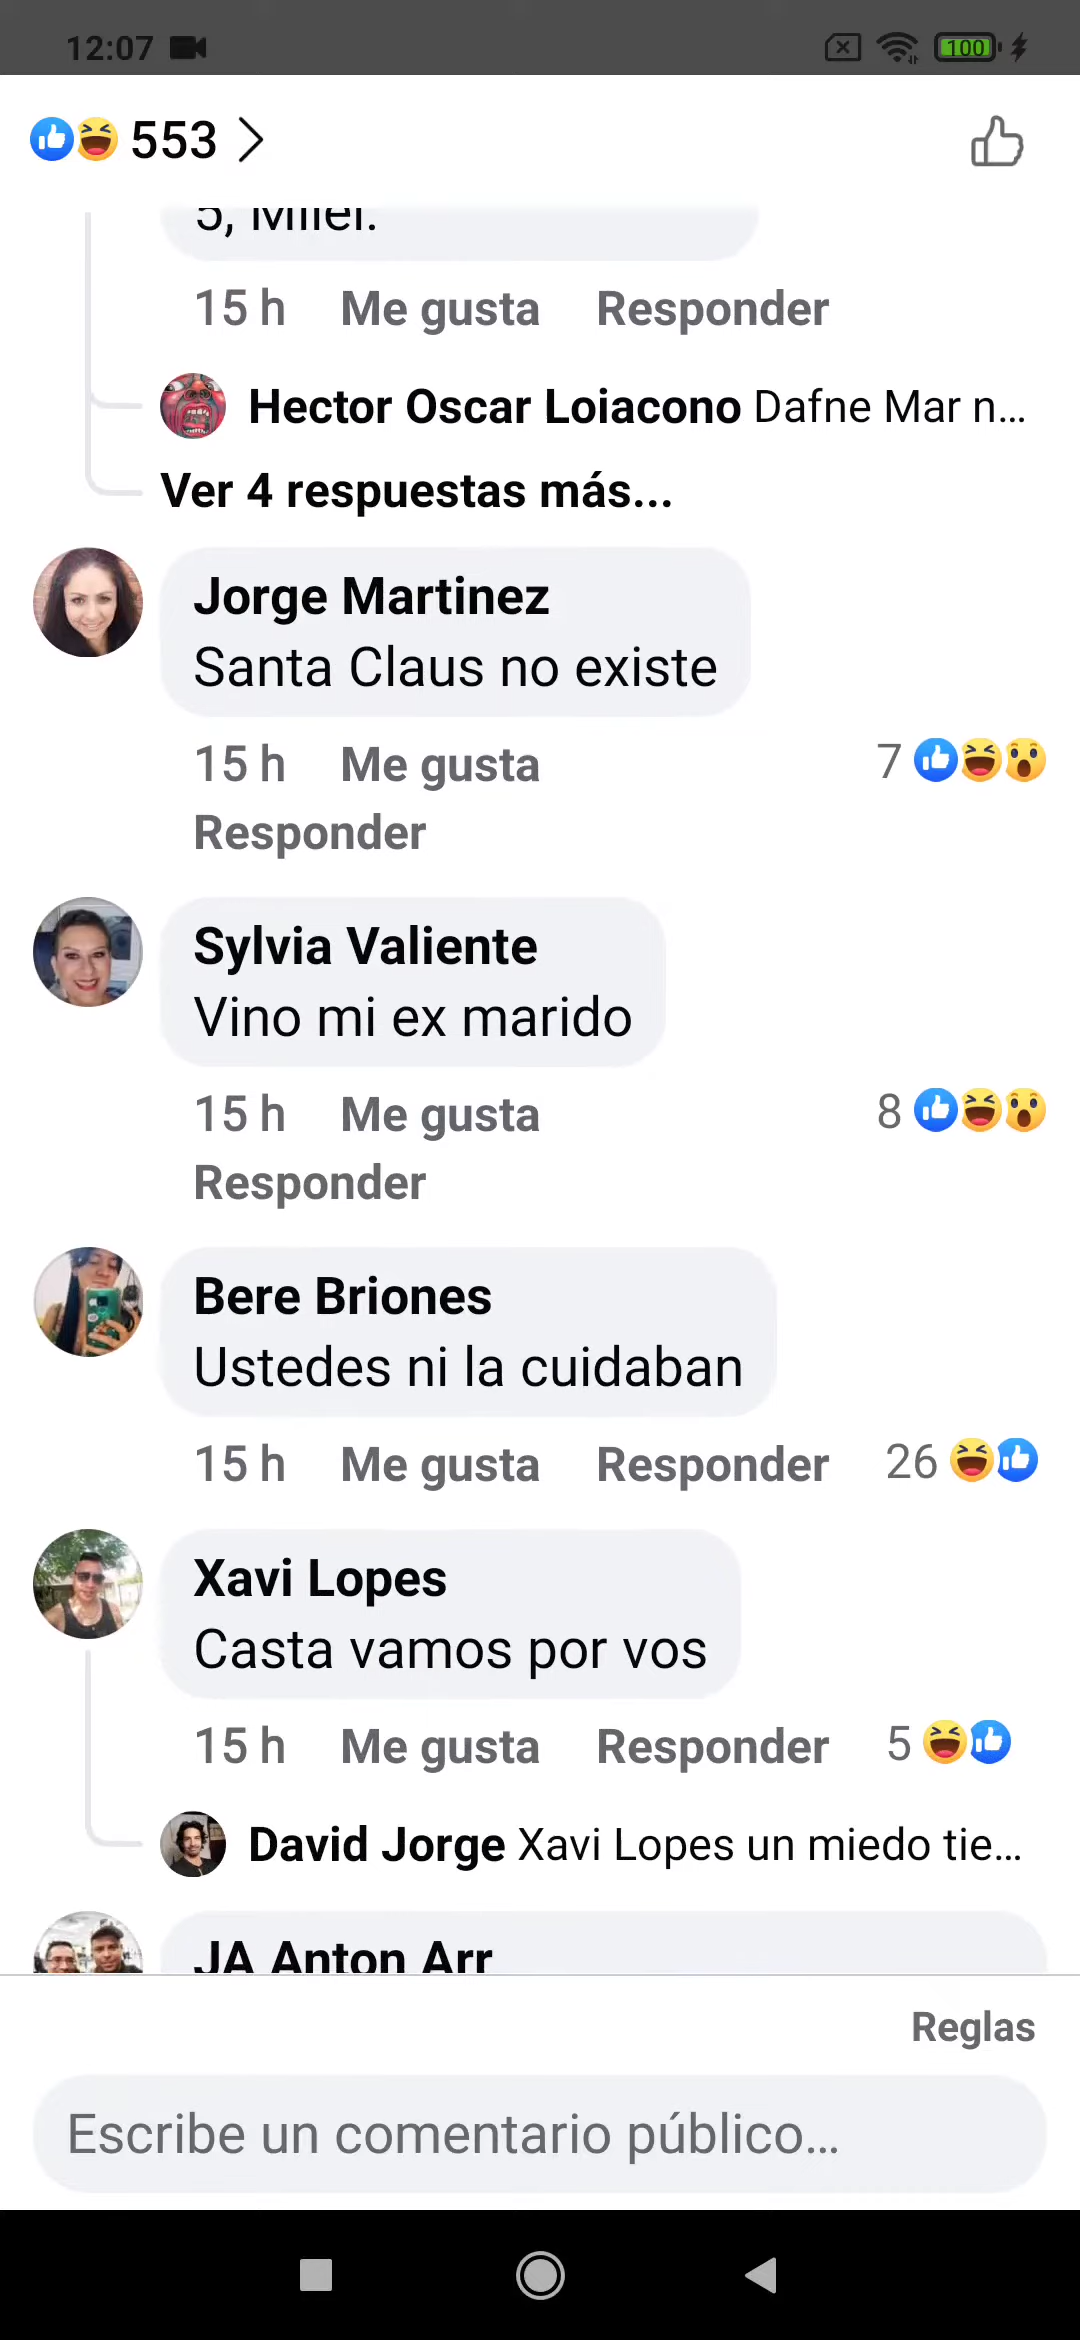 12:07
100
553
5, Milei.
15 h Me gusta Responder
Hector Oscar Loiacono Dafne Mar n...
Ver 4 respuestas más...
Jorge Martinez
Santa Claus no existe
15 h Me gusta 7
Responder
Sylvia Valiente
Vino mi ex marido
15 h Me gusta 8
Responder
Bere Briones
Ustedes ni la cuidaban
15 h Me gusta Responder 26
Xavi Lopes
Casta vamos por vos
15 h Me gusta Responder 5
David Jorge Xavi Lopes un miedo tie...
JA Anton Arr
Reglas
Escribe un comentario público...